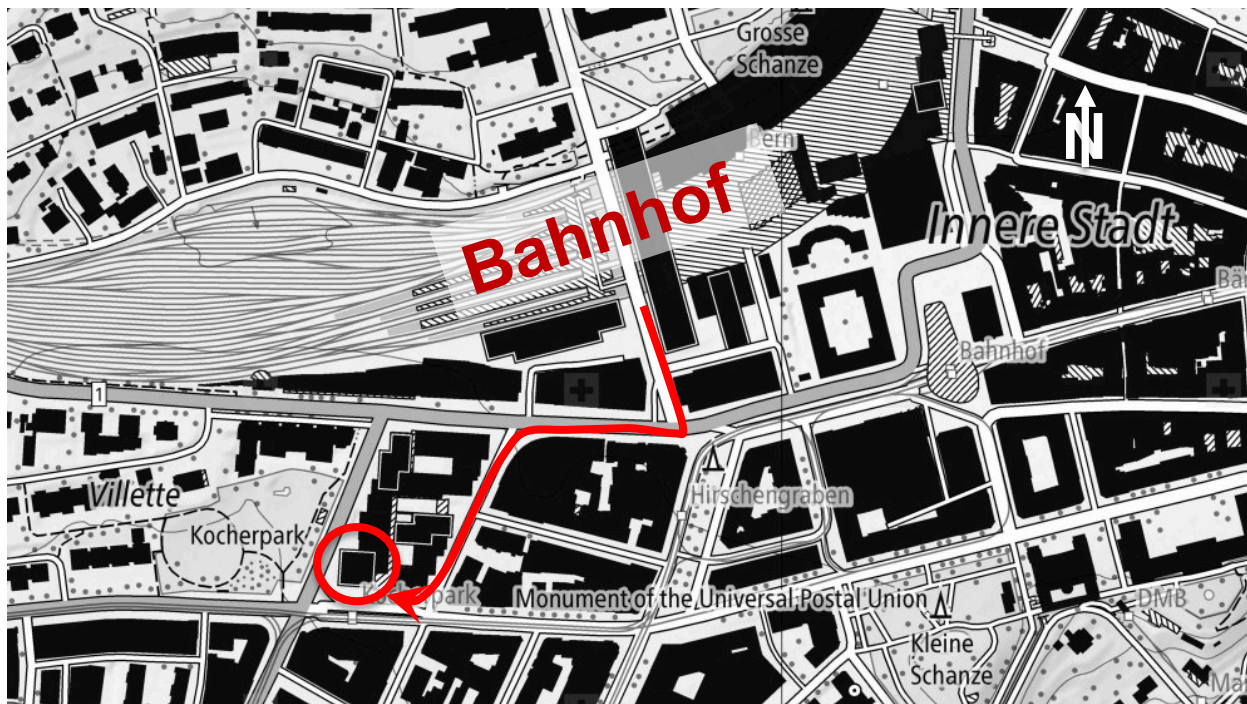 Grosse
Schanze
Bern
N
Bahnhof
Innere Stadt
Bahnhof
1
Villette
Hirschengraben
Kocherpark
Kocherpark
Monument of the Universal Postal Union
DMB
Kleine
Schanze